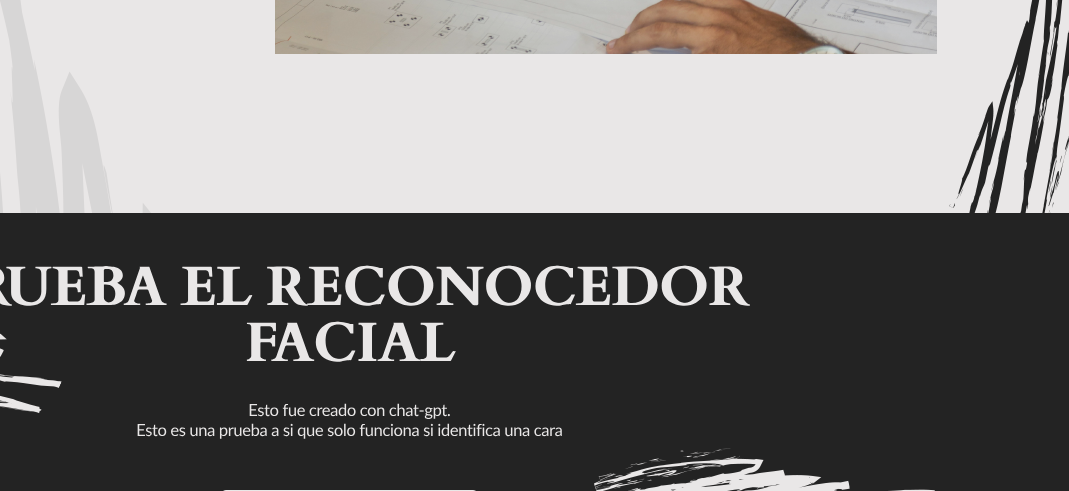 RUEBA EL RECONOCEDOR
FACIAL
Esto fue creado con chat-gpt.
Esto es una prueba a si que solo funciona si identifica una cara